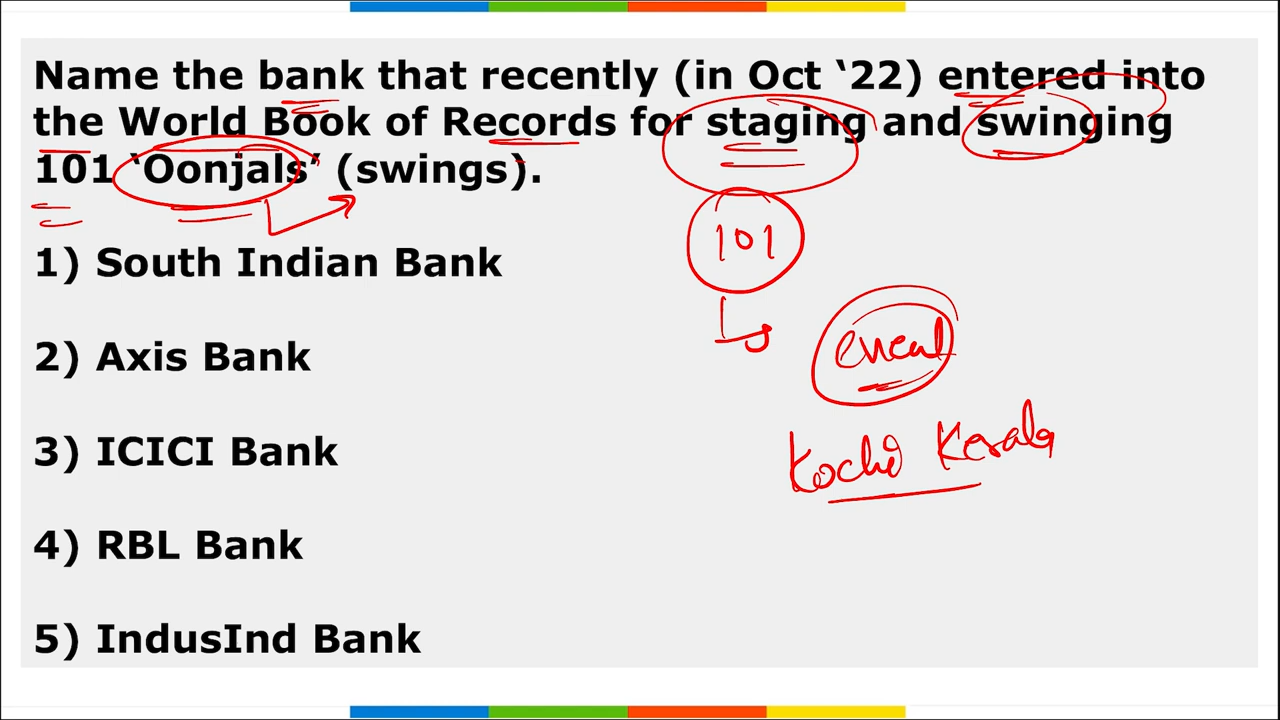 Name the bank that recently (in Oct ‘22) entered into
the World Book of Records for staging and swinging
101 ‘Oonjals’ (swings).
101
1) South Indian Bank
2) Axis Bank
Kochi Kerala
3) ICICI Bank
4) RBL Bank
5) IndusInd Bank